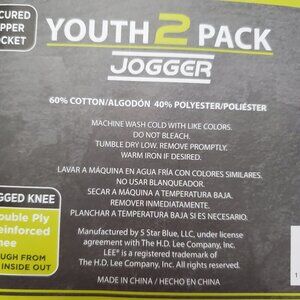 CURED
PPER
OCKET
YOUTH 2 PACK
JOGGER
60% COTTON/ALGODÓN 40% POLYESTER/POLIÉSTER
MACHINE WASH COLD WITH LIKE COLORS.
DO NOT BLEACH.
TUMBLE DRY LOW. REMOVE PROMPTLY.
WARM IRON IF DESIRED.
LAVAR A MÁQUINA EN AGUA FRÍA CON COLORES SIMILARES.
NO USAR BLANQUEADOR.
SECAR A MÁQUINA A TEMPERATURA BAJA.
REMOVER INMEDIATAMENTE.
PLANCHAR A TEMPERATURA BAJA SI ES NECESARIO.
GGED KNEE
ouble Ply
einforced
nee
OUGH FROM
INSIDE OUT
Manufactured by 5 Star Blue, LLC, under license
agreement with The H.D. Lee Company, Inc.
LEE® is a registered trademark of
The H.D. Lee Company, Inc. All rights reserved.
MADE IN CHINA / HECHO EN CHINA